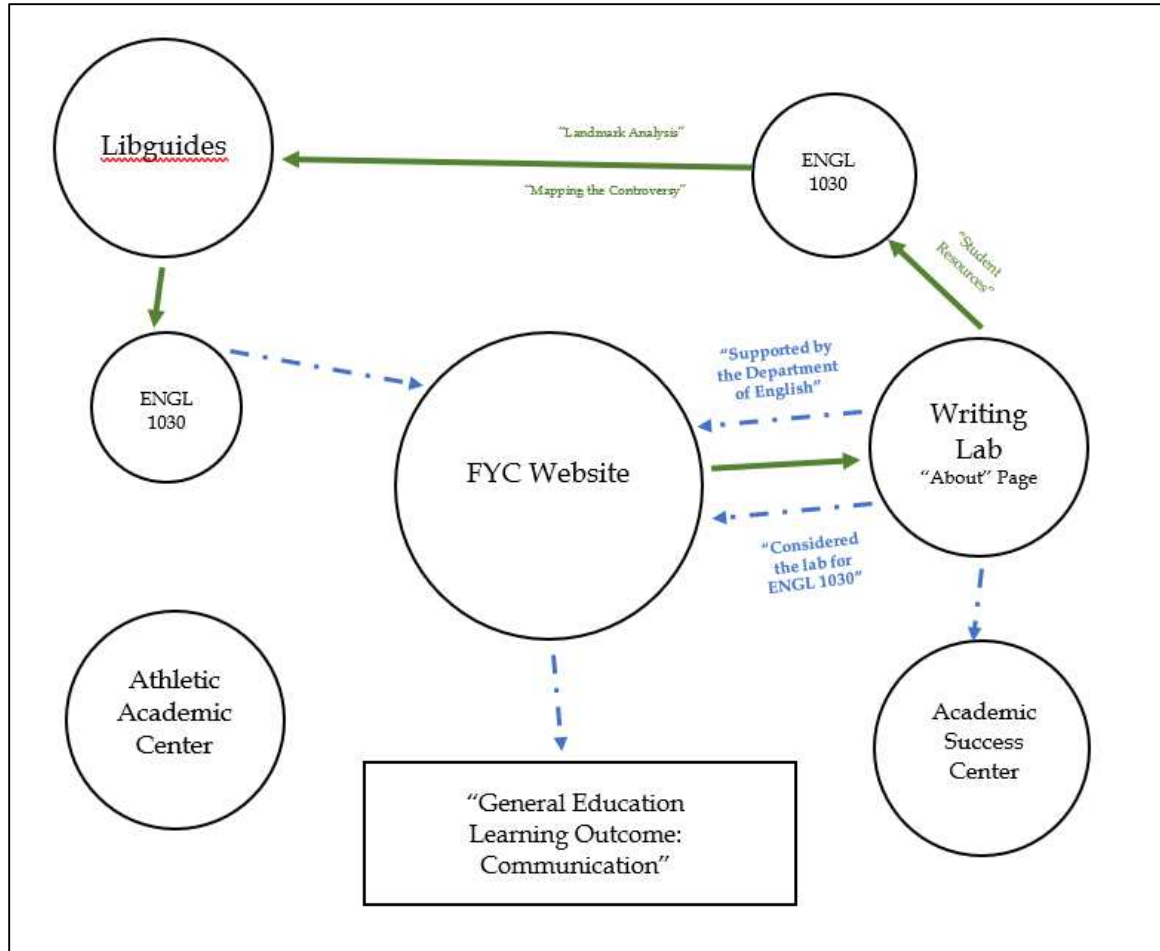 Libguides
"Landmark Analysis"
"Mapping the Controversy"
ENGL
1030
"Student
Resources"
ENGL
1030
FYC Website
"Supported by
the Department
of English"
"Considered
the lab for
ENGL 1030"
Writing
Lab
"About" Page
Athletic
Academic
Center
"General Education
Learning Outcome:
Communication"
Academic
Success
Center